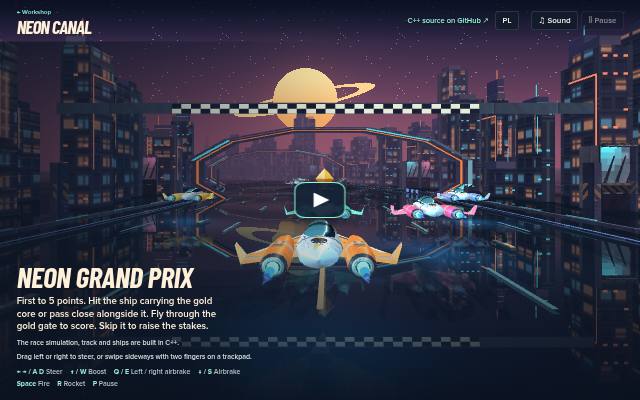 ← Workshop
NEON CANAL
C++ source on GitHub ↗
PL
♫ Sound
|| Pause
NEON GRAND PRIX
First to 5 points. Hit the ship carrying the gold
core or pass close alongside it. Fly through the
gold gate to score. Skip it to raise the stakes.
The race simulation, track and ships are built in C++.
Drag left or right to steer, or swipe sideways with two fingers on a trackpad.
←→ / A D Steer ↑ / W Boost Q / E Left / right airbrake ↓ / S Airbrake
Space Fire R Rocket P Pause